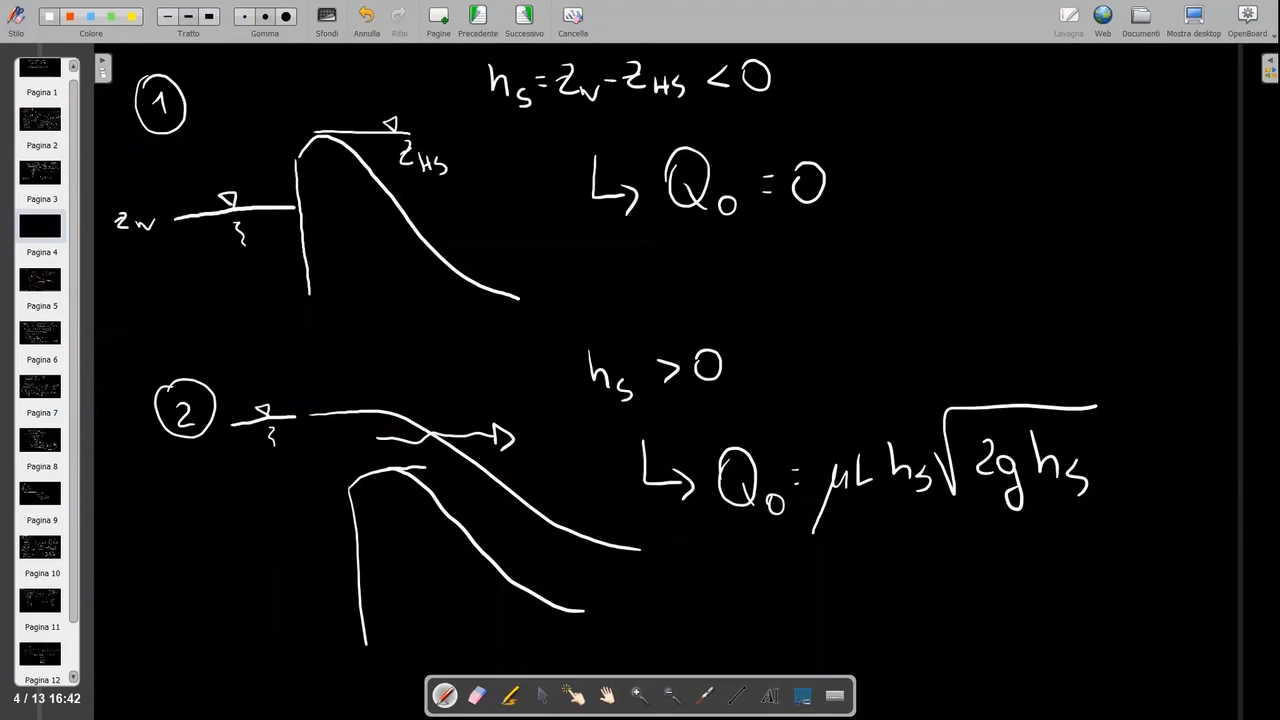 Stilo
Colore
Tratto
Gomma
Sfondi
Annulla
Rifai
Pagine
Precedente
Successivo
Cancella
Lavagna
Web
Documenti
Mostra desktop
OpenBoard
Pagina 1
Pagina 2
Pagina 3
Pagina 4
Pagina 5
Pagina 6
Pagina 7
Pagina 8
Pagina 9
Pagina 10
Pagina 11
Pagina 12
4 / 13 16:42
1
h_S = z_W - z_HS < 0
z_HS
↳ Q_0 = 0
z_W
h_S > 0
2
↳ Q_0 = μL h_S √(2g h_S)
AI